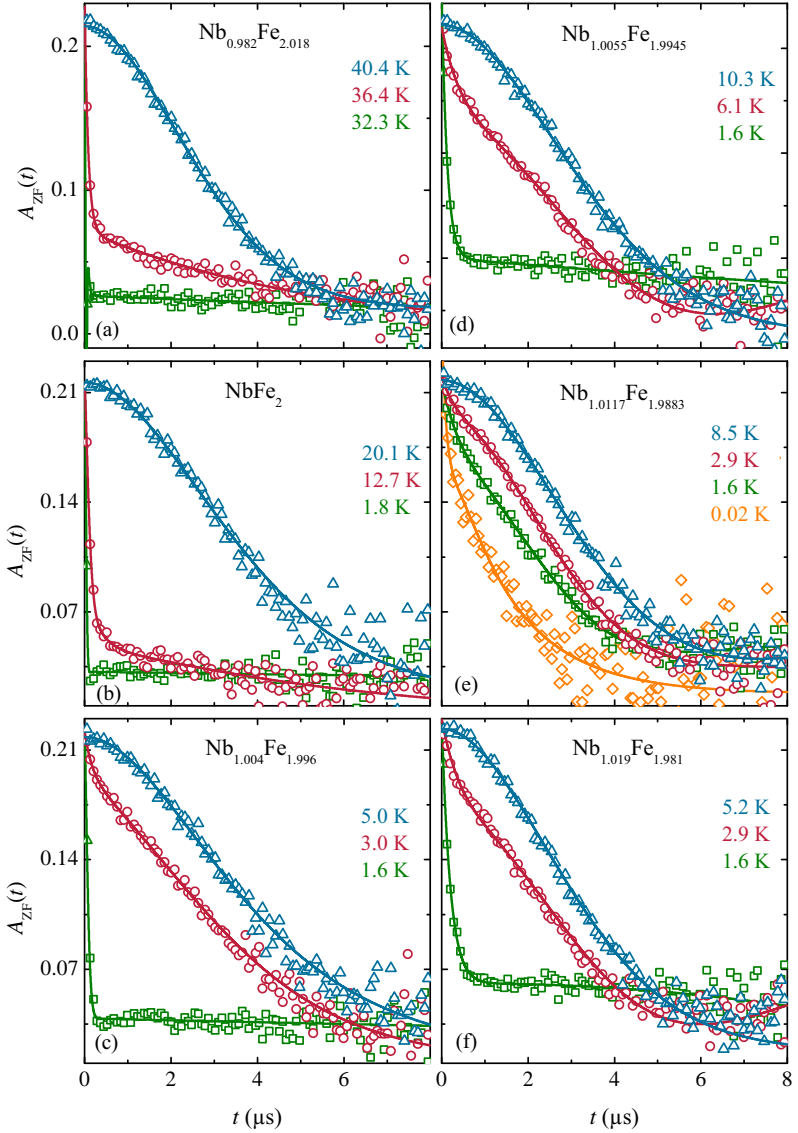 Nb0.982Fe2.018
40.4 K
36.4 K
32.3 K
0.2
0.1
0.0
AZF(t)
(a)
Nb1.0055Fe1.9945
10.3 K
6.1 K
1.6 K
(d)
NbFe2
20.1 K
12.7 K
1.8 K
0.21
0.14
0.07
AZF(t)
(b)
Nb1.0117Fe1.9883
8.5 K
2.9 K
1.6 K
0.02 K
(e)
Nb1.004Fe1.996
5.0 K
3.0 K
1.6 K
0.21
0.14
0.07
AZF(t)
(c)
Nb1.019Fe1.981
5.2 K
2.9 K
1.6 K
(f)
0 2 4 6
0 2 4 6 8
t (μs)
t (μs)